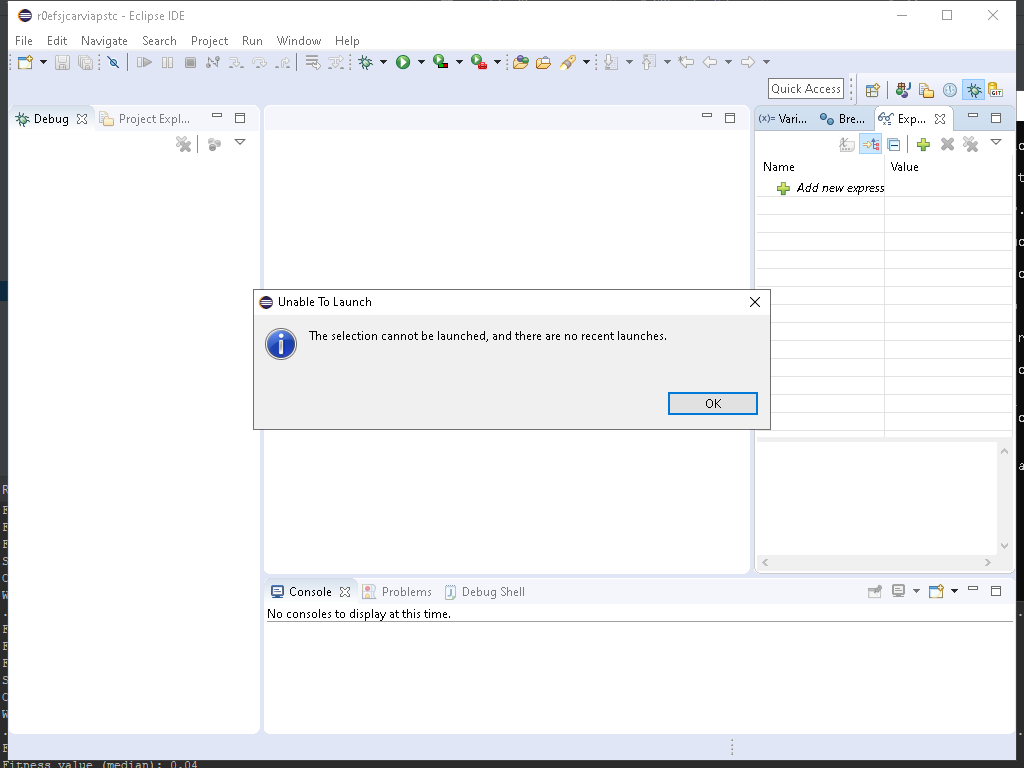 r0efsjcarviapstc - Eclipse IDE
File Edit Navigate Search Project Run Window Help
Quick Access
Debug
Project Expl...
(x)= Vari...
Bre...
Exp...
Name
Value
Add new express
Unable To Launch
The selection cannot be launched, and there are no recent launches.
OK
Console
Problems
Debug Shell
No consoles to display at this time.
Fitness value (median): 0.04